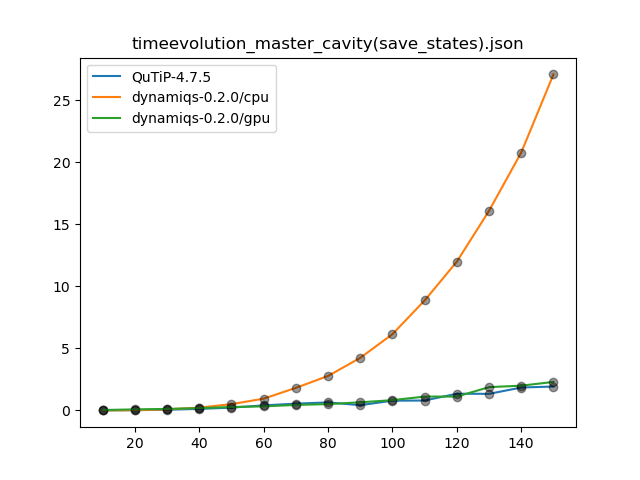 timeevolution_master_cavity(save_states).json
QuTiP-4.7.5
dynamiqs-0.2.0/cpu
dynamiqs-0.2.0/gpu
25
20
15
10
5
0
20 40 60 80 100 120 140